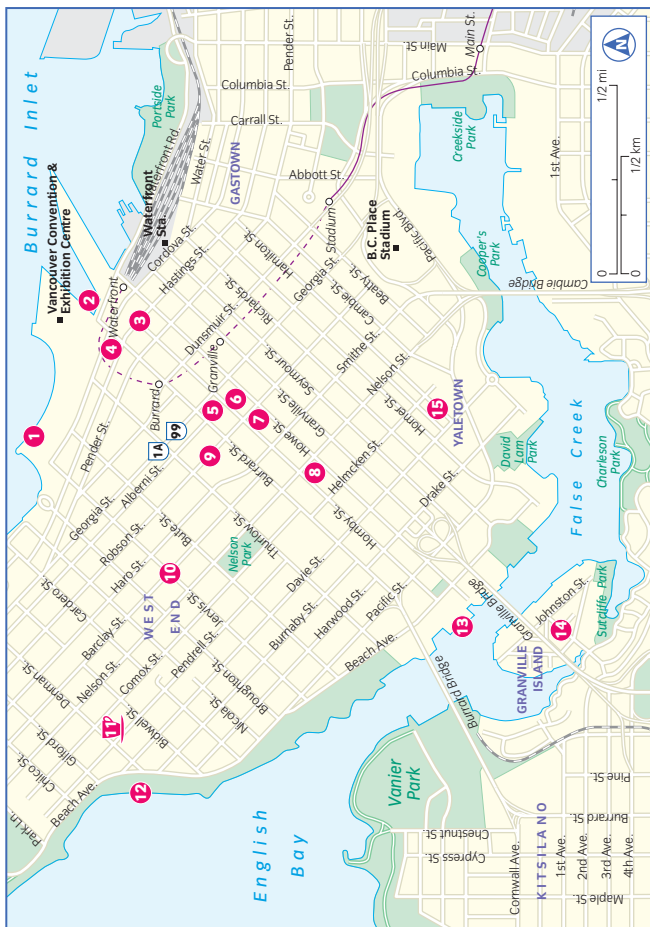 Burrard Inlet
Vancouver Convention &
Exhibition Centre
Waterfront
Sta.
Waterfront
Waterfront Rd.
Portside
Park
GASTOWN
Water St.
Cordova St.
Hastings St.
Pender St.
Main St.
Main St.
Columbia St.
Columbia St.
Carrall St.
Abbott St.
Stadium
B.C. Place
Stadium
Pacific Blvd.
Creekside
Park
Cooper's
Park
1st Ave.
Cambie Bridge
Hamilton St.
Georgia St.
Beatty St.
Cambie St.
Richards St.
Dunsmuir St.
Seymour St.
Smithe St.
Nelson St.
Homer St.
Granville
Granville St.
Howe St.
Helmcken St.
Drake St.
Hornby St.
Burrard
Burrard St.
1A
99
Pender St.
Alberni St.
Georgia St.
Robson St.
Haro St.
Bute St.
Thurlow St.
Nelson
Park
Davie St.
Jervis St.
Cardero St.
Barclay St.
WEST
END
Nelson St.
Comox St.
Pendrell St.
Denman St.
Bidwell St.
Broughton St.
Nicola St.
Burnaby St.
Harwood St.
Pacific St.
Beach Ave.
Gilford St.
Chilco St.
Beach Ave.
Park Ln.
YALETOWN
David
Lam
Park
False Creek
Charleson
Park
Granville Bridge
Johnston St.
Sutcliffe Park
GRANVILLE
ISLAND
Burrard Bridge
English
Bay
Vanier
Park
Chestnut St.
Cypress St.
Cornwall Ave.
KITSILANO
1st Ave.
2nd Ave.
3rd Ave.
4th Ave.
Pine St.
Burrard St.
Maple St.
1
2
3
4
5
6
7
8
9
10
11
12
13
14
15
N
0
1/2 mi
0
1/2 km